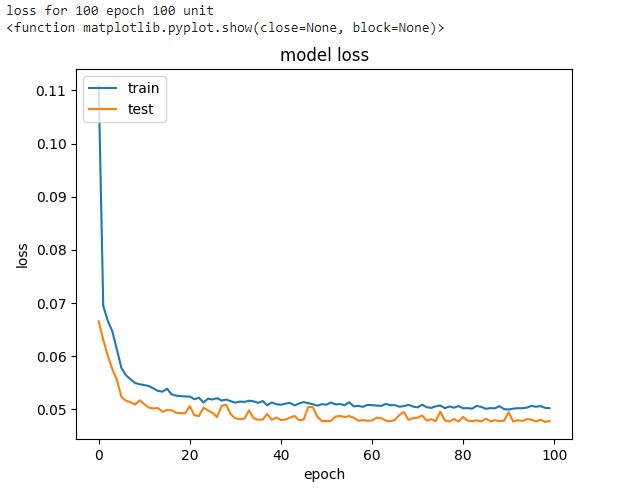 loss for 100 epoch 100 unit
<function matplotlib.pyplot.show(close=None, block=None)>
model loss
train
test
0.11
0.10
0.09
0.08
0.07
0.06
0.05
loss
0
20
40
60
80
100
epoch